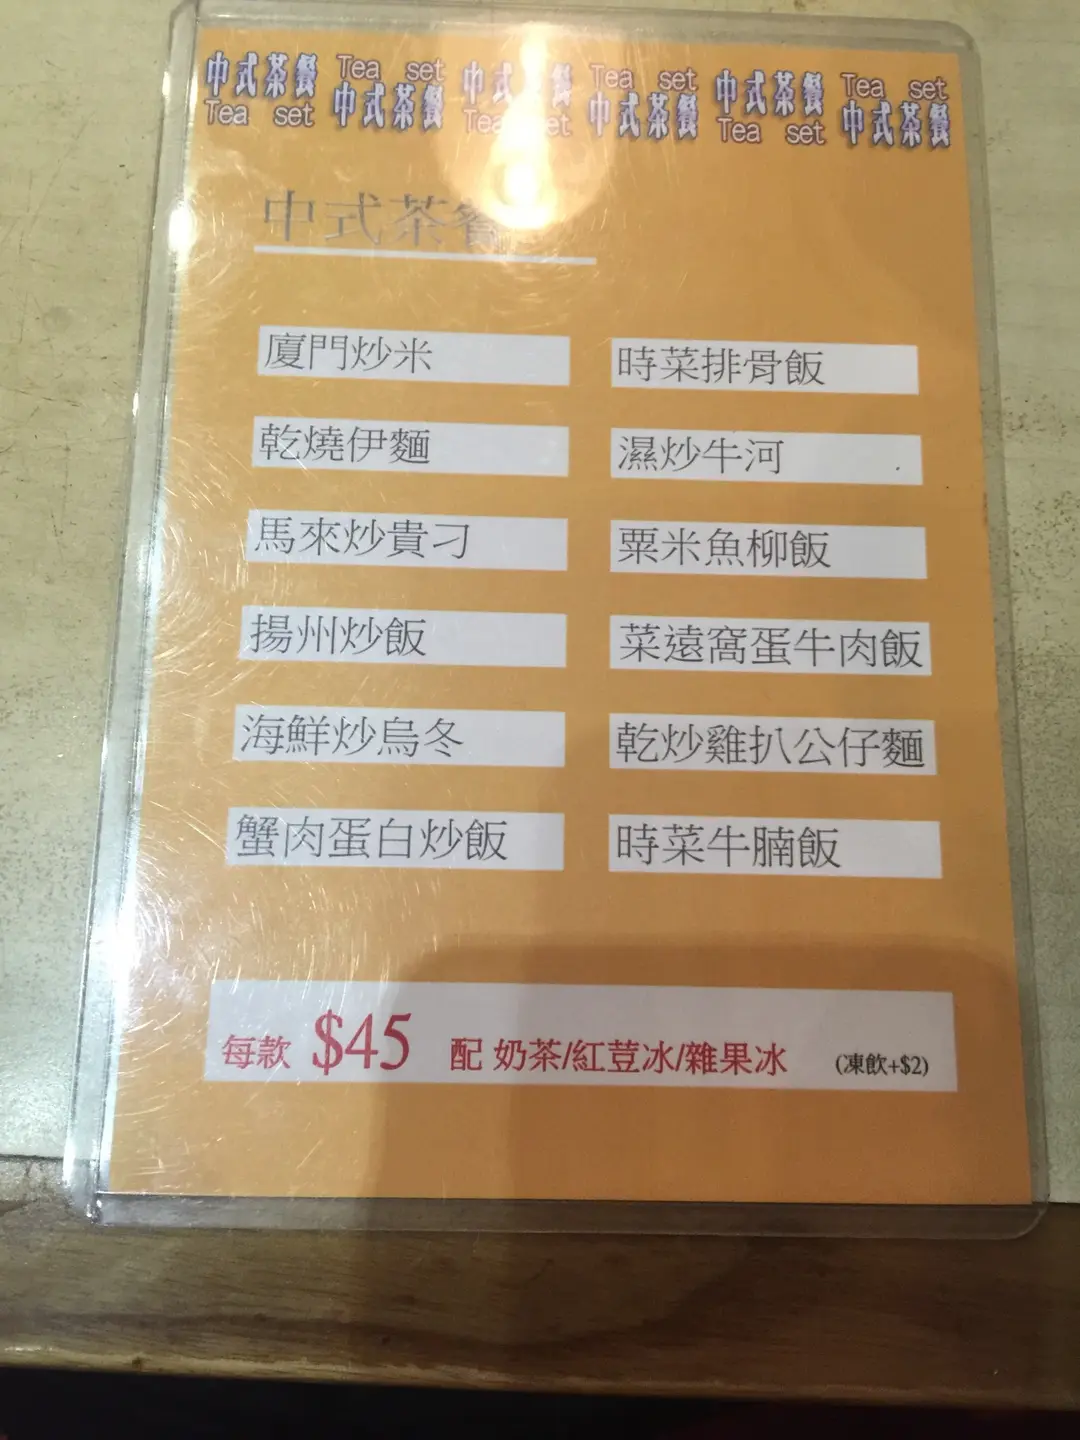 中式茶餐 Tea set 中式茶餐 Tea set 中式茶餐 Tea set
Tea set 中式茶餐 Tea set 中式茶餐 Tea set 中式茶餐
中式茶餐
廈門炒米
時菜排骨飯
乾燒伊麵
濕炒牛河
馬來炒貴刁
粟米魚柳飯
揚州炒飯
菜遠窩蛋牛肉飯
海鮮炒烏冬
乾炒雞扒公仔麵
蟹肉蛋白炒飯
時菜牛腩飯
每款 $45 配 奶茶/紅荳冰/雜果冰 (凍飲+$2)